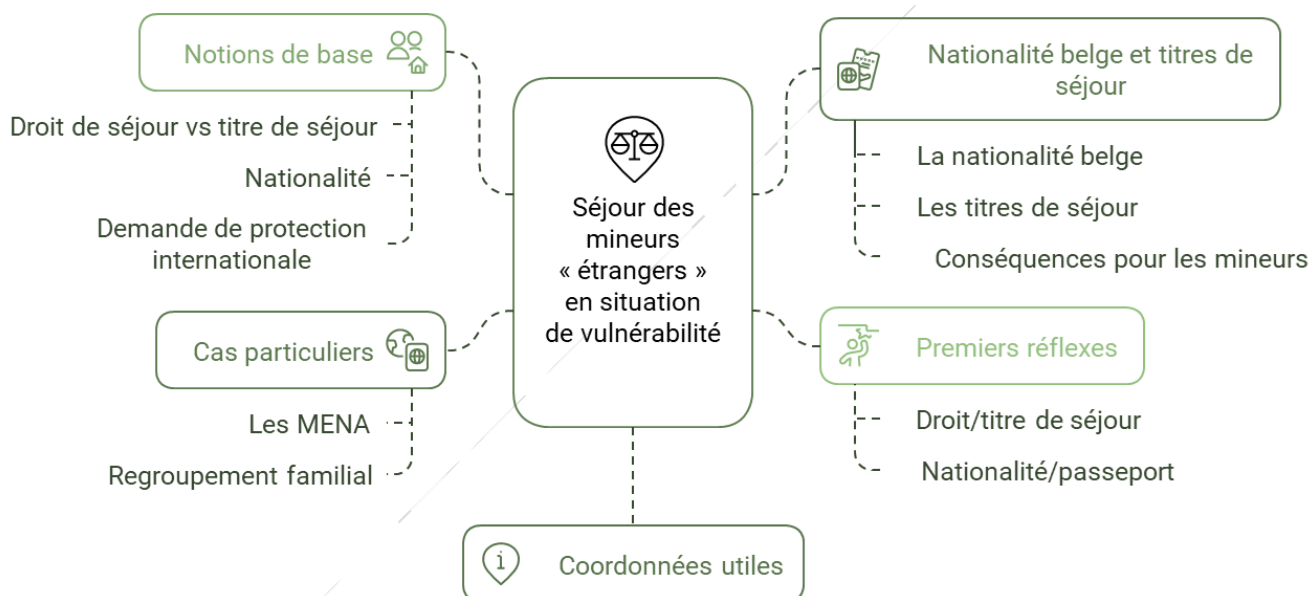 Notions de base
Droit de séjour vs titre de séjour
Nationalité
Demande de protection
internationale
Cas particuliers
Les MENA
Regroupement familial
Séjour des
mineurs
« étrangers »
en situation
de vulnérabilité
Nationalité belge et titres de
séjour
La nationalité belge
Les titres de séjour
Conséquences pour les mineurs
Premiers réflexes
Droit/titre de séjour
Nationalité/passeport
Coordonnées utiles